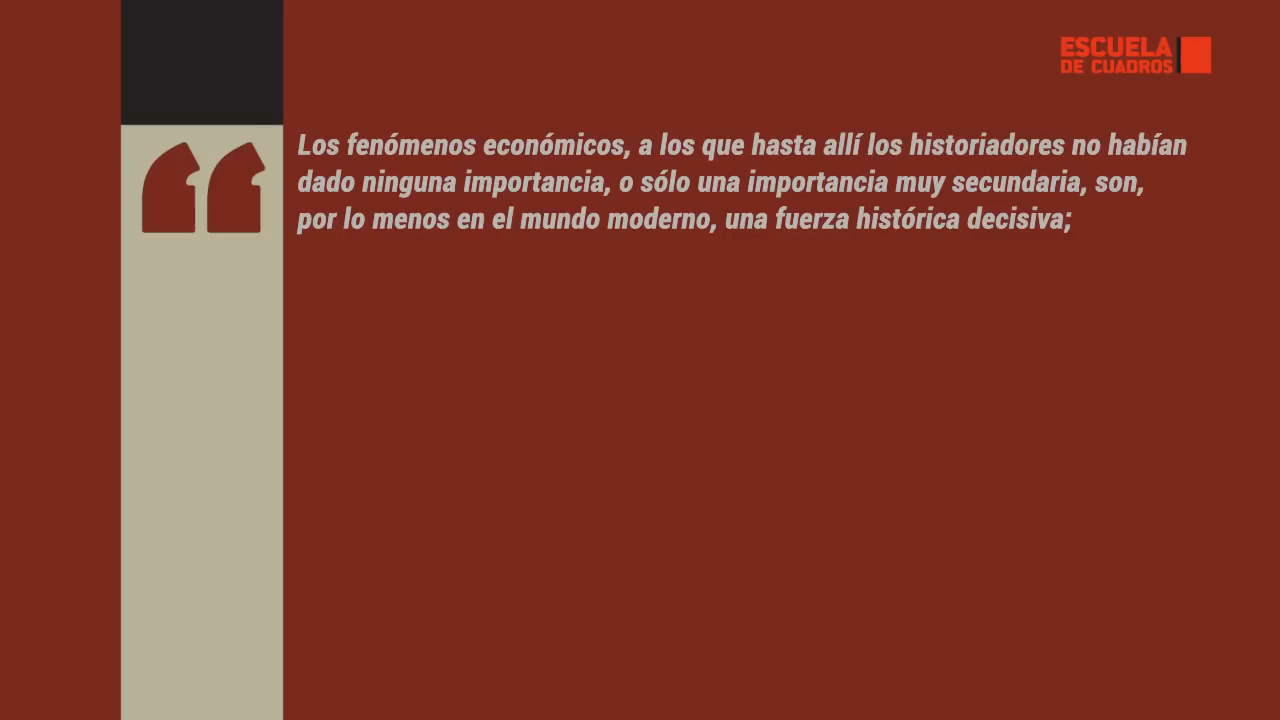 ESCUELA
DE CUADROS
Los fenómenos económicos, a los que hasta allí los historiadores no habían
dado ninguna importancia, o sólo una importancia muy secundaria, son,
por lo menos en el mundo moderno, una fuerza histórica decisiva;